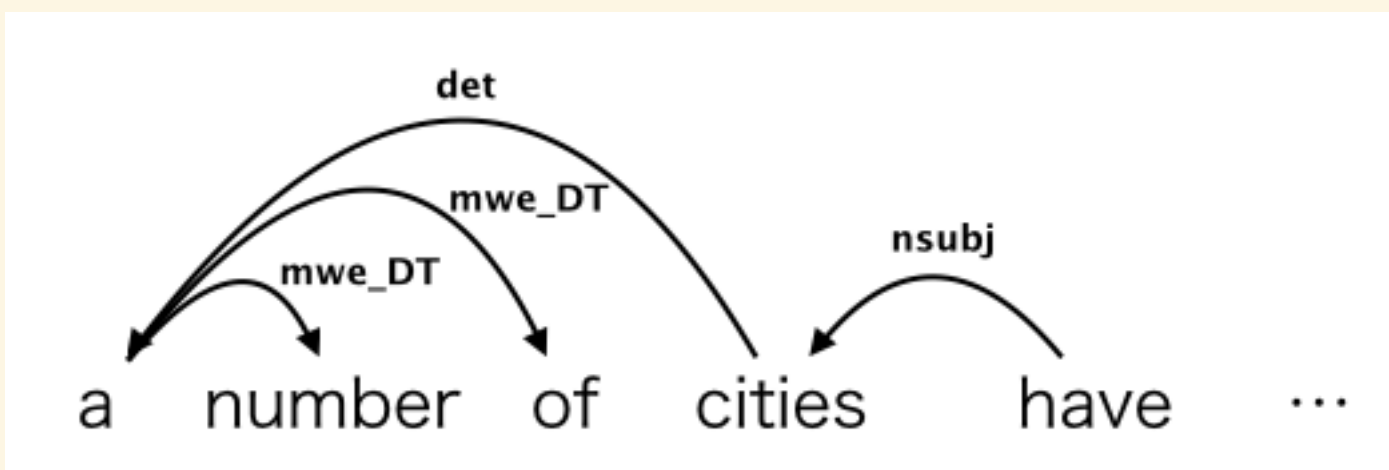 det
mwe_DT
nsubj
mwe_DT
a number of cities have ⋯